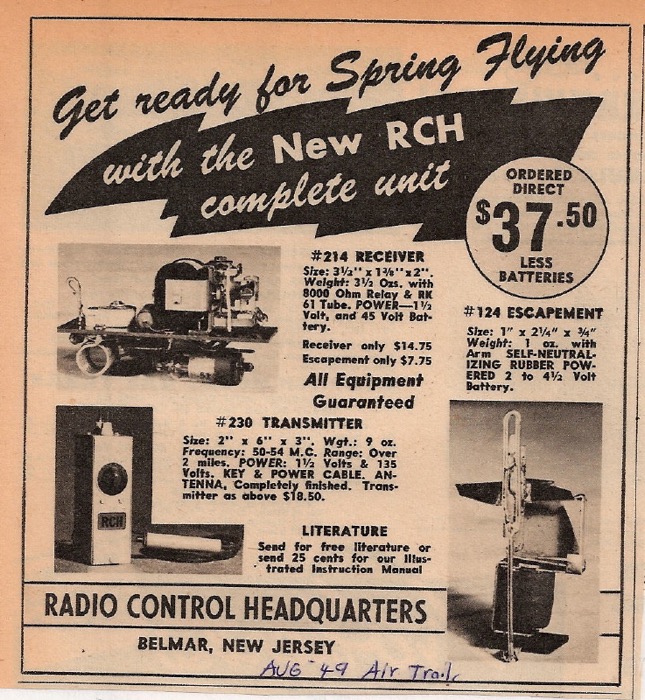 Get ready for Spring Flying
with the New RCH
complete unit
ORDERED
DIRECT
$37.50
LESS
BATTERIES
#214 RECEIVER
Size: 3½" x 1⅜" x 2".
Weight: 3½ Ozs. with
8000 Ohm Relay & RK
61 Tube. POWER—1½
Volt, and 45 Volt Bat-
tery.
Receiver only $14.75
Escapement only $7.75
All Equipment
Guaranteed
#124 ESCAPEMENT
Size: 1" x 2¼" x ¾"
Weight: 1 oz. with
Arm SELF-NEUTRAL-
IZING RUBBER POW-
ERED 2 to 4½ Volt
Battery.
#230 TRANSMITTER
Size: 2" x 6" x 3". Wgt.: 9 oz.
Frequency: 50-54 M.C. Range: Over
2 miles. POWER: 1½ Volts & 135
Volts. KEY & POWER CABLE. AN-
TENNA, Completely finished. Trans-
mitter as above $18.50.
RCH
LITERATURE
Send for free literature or
send 25 cents for our Illus-
trated Instruction Manual
RADIO CONTROL HEADQUARTERS
BELMAR, NEW JERSEY
AUG 49 Air Trails